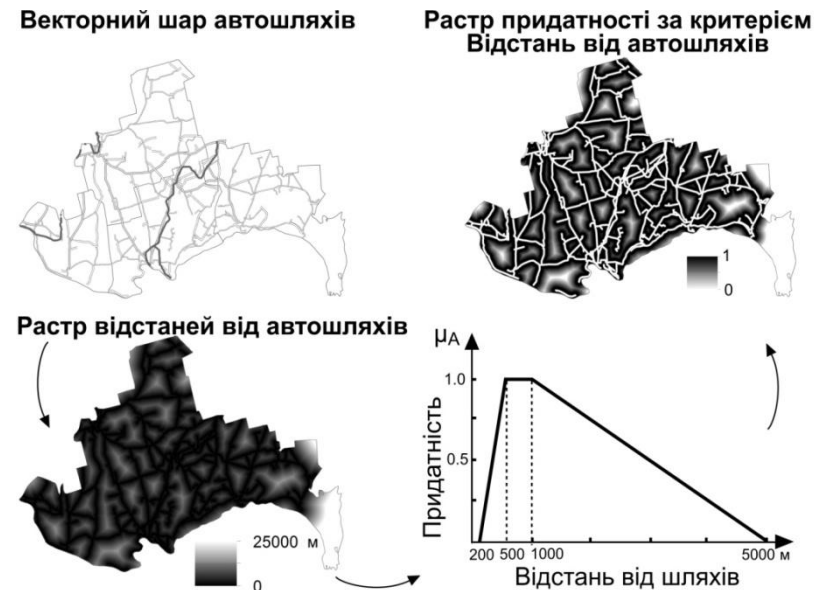 Векторний шар автошляхів
Растр придатності за критерієм
Відстань від автошляхів
1
0
Растр відстаней від автошляхів
25000 м
0
μA
Придатність
1.0
0.5
200 500 1000 5000 м
Відстань від шляхів